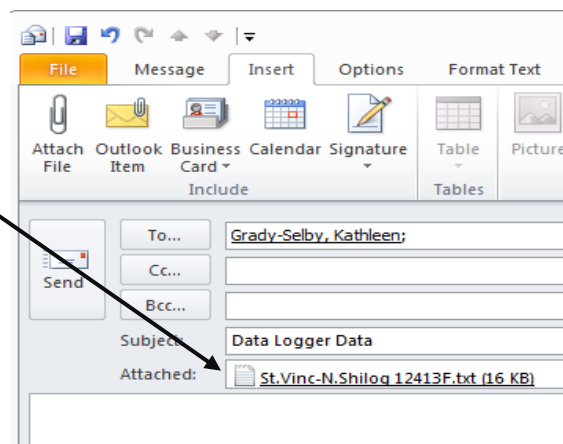 File Message Insert Options Format Text
Attach File Outlook Item Business Card Calendar Signature Table Picture
Include Tables
Send
To... Grady-Selby, Kathleen;
Cc...
Bcc...
Subject: Data Logger Data
Attached: St.Vinc-N.Shilog 12413F.txt (16 KB)